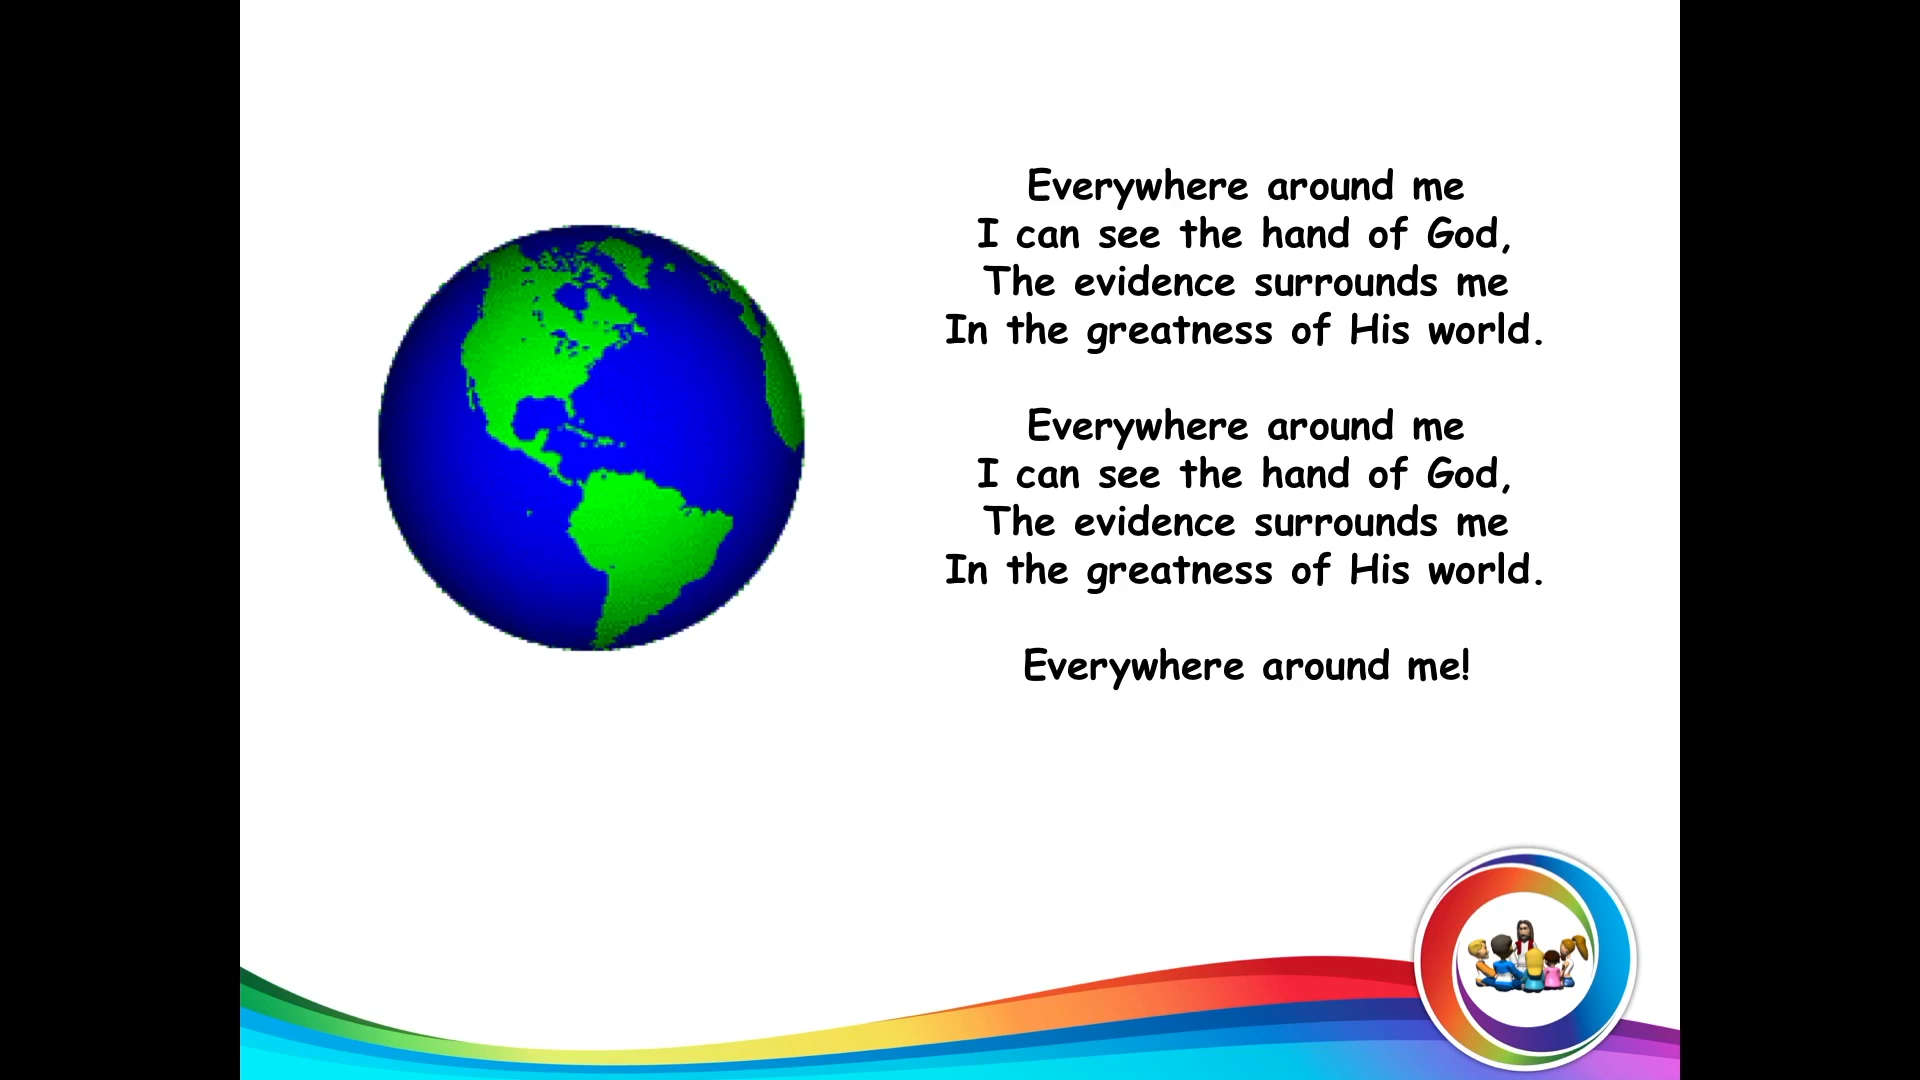 Everywhere around me
I can see the hand of God,
The evidence surrounds me
In the greatness of His world.
Everywhere around me
I can see the hand of God,
The evidence surrounds me
In the greatness of His world.
Everywhere around me!